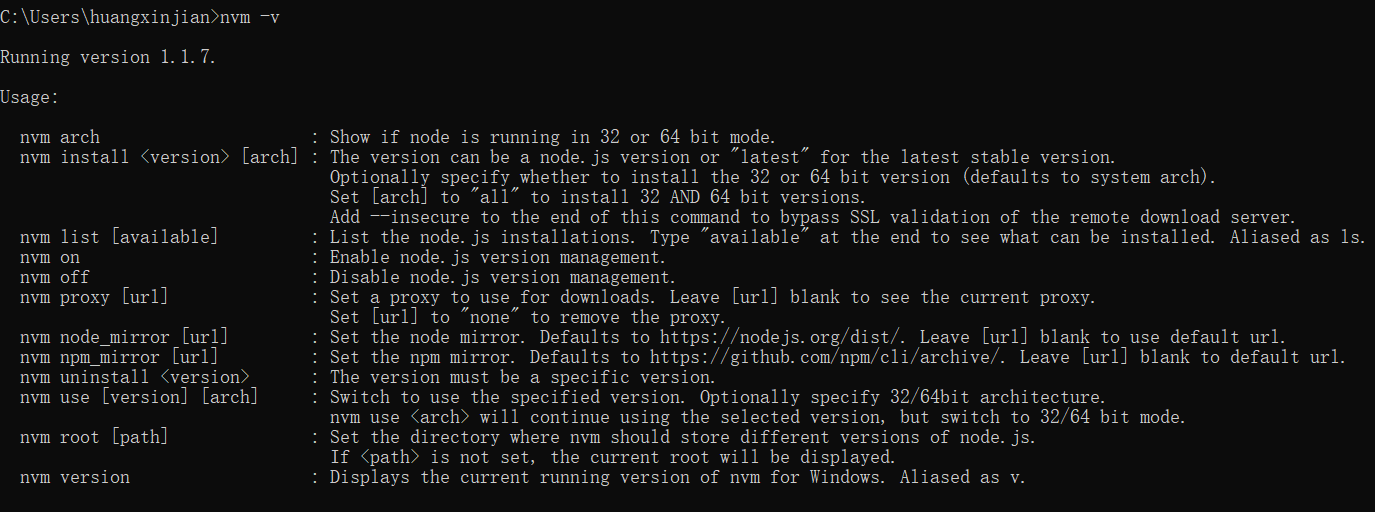 C:\Users\huangxinjian>nvm -v
Running version 1.1.7.
Usage:
nvm arch : Show if node is running in 32 or 64 bit mode.
nvm install <version> [arch] : The version can be a node.js version or "latest" for the latest stable version.
Optionally specify whether to install the 32 or 64 bit version (defaults to system arch).
Set [arch] to "all" to install 32 AND 64 bit versions.
Add --insecure to the end of this command to bypass SSL validation of the remote download server.
nvm list [available] : List the node.js installations. Type "available" at the end to see what can be installed. Aliased as ls.
nvm on : Enable node.js version management.
nvm off : Disable node.js version management.
nvm proxy [url] : Set a proxy to use for downloads. Leave [url] blank to see the current proxy.
Set [url] to "none" to remove the proxy.
nvm node_mirror [url] : Set the node mirror. Defaults to https://nodejs.org/dist/. Leave [url] blank to use default url.
nvm npm_mirror [url] : Set the npm mirror. Defaults to https://github.com/npm/cli/archive/. Leave [url] blank to default url.
nvm uninstall <version> : The version must be a specific version.
nvm use [version] [arch] : Switch to use the specified version. Optionally specify 32/64bit architecture.
nvm use <arch> will continue using the selected version, but switch to 32/64 bit mode.
nvm root [path] : Set the directory where nvm should store different versions of node.js.
If <path> is not set, the current root will be displayed.
nvm version : Displays the current running version of nvm for Windows. Aliased as v.